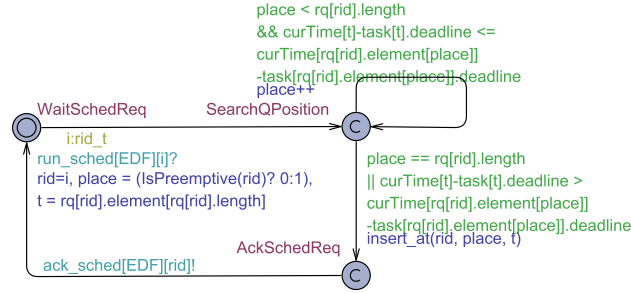 place < rq[rid].length
&& curTime[t]-task[t].deadline <=
curTime[rq[rid].element[place]]
-task[rq[rid].element[place]].deadline
place++
WaitSchedReq
SearchQPosition
C
i:rid_t
run_sched[EDF][i]?
rid=i, place = (IsPreemptive(rid)? 0:1),
t = rq[rid].element[rq[rid].length]
place == rq[rid].length
|| curTime[t]-task[t].deadline >
curTime[rq[rid].element[place]]
-task[rq[rid].element[place]].deadline
insert_at(rid, place, t)
AckSchedReq
C
ack_sched[EDF][rid]!